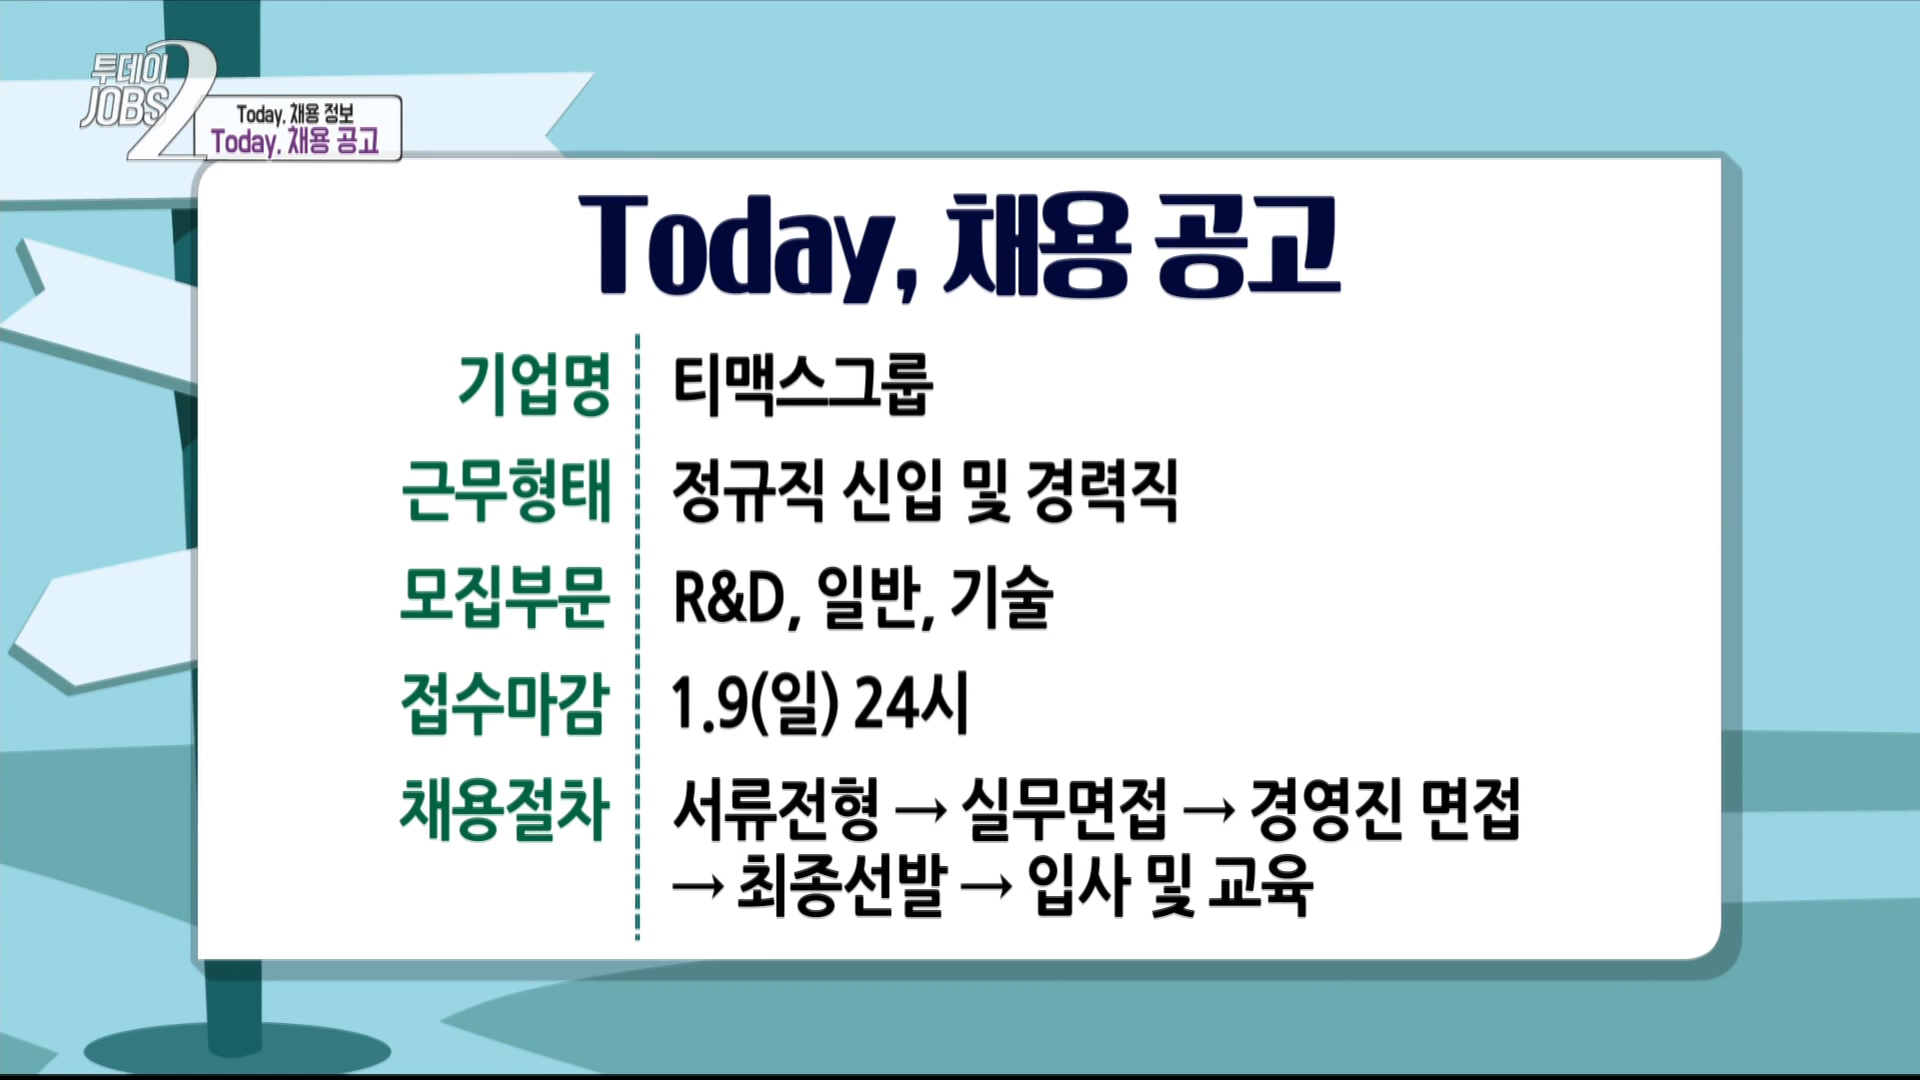 투데이
JOBS 2
Today, 채용 정보
Today, 채용 공고
Today, 채용 공고
기업명 티맥스그룹
근무형태 정규직 신입 및 경력직
모집부문 R&D, 일반, 기술
접수마감 1.9(일) 24시
채용절차 서류전형 → 실무면접 → 경영진 면접
→ 최종선발 → 입사 및 교육